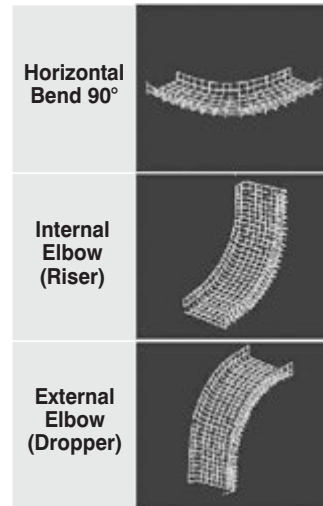 Horizontal
Bend 90°
Internal
Elbow
(Riser)
External
Elbow
(Dropper)